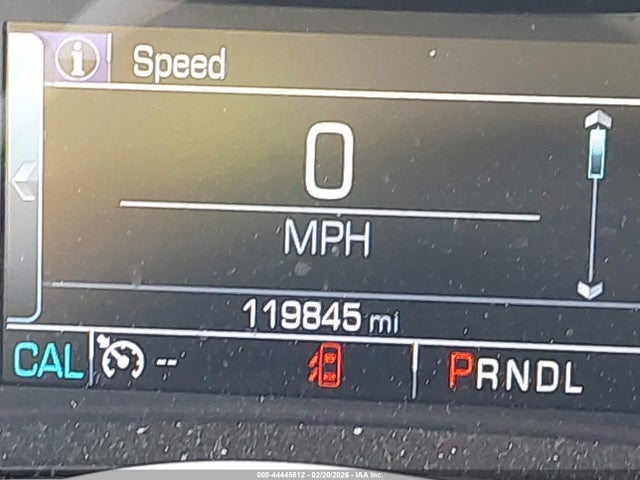 i Speed
0
MPH
119845 mi
CAL -- PRNDL
000-44445612 - 02/20/2026 - IAA Inc.